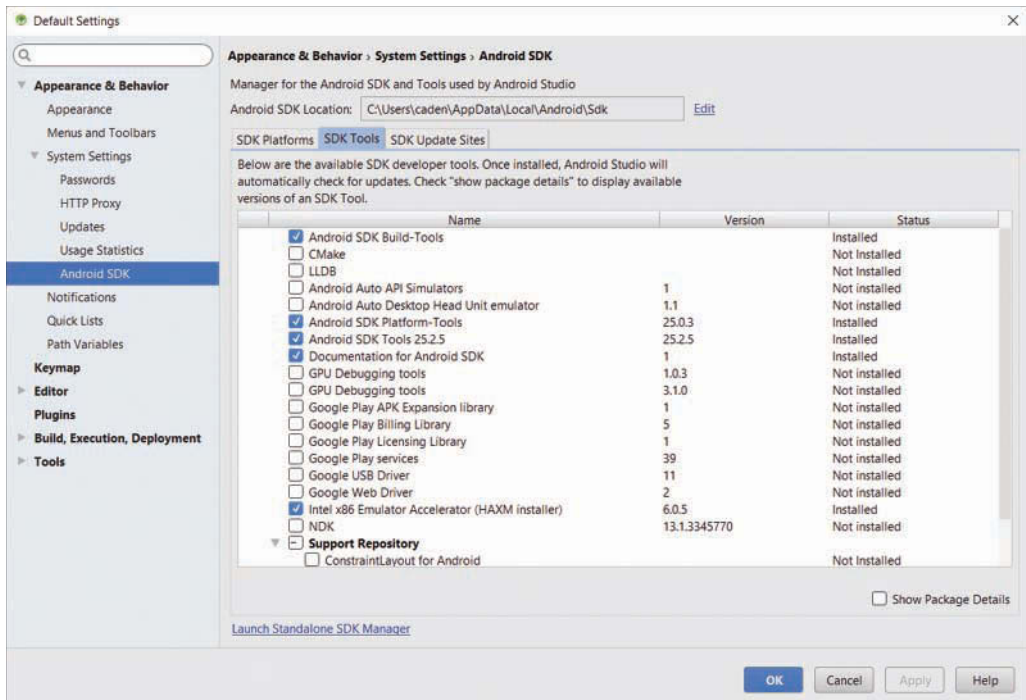 Default Settings
Appearance & Behavior
Appearance
Menus and Toolbars
System Settings
Passwords
HTTP Proxy
Updates
Usage Statistics
Android SDK
Notifications
Quick Lists
Path Variables
Keymap
Editor
Plugins
Build, Execution, Deployment
Tools
Appearance & Behavior › System Settings › Android SDK
Manager for the Android SDK and Tools used by Android Studio
Android SDK Location: C:\Users\caden\AppData\Local\Android\Sdk Edit
SDK Platforms SDK Tools SDK Update Sites
Below are the available SDK developer tools. Once installed, Android Studio will
automatically check for updates. Check "show package details" to display available
versions of an SDK Tool.
Name Version Status
Android SDK Build-Tools Installed
CMake Not Installed
LLDB Not Installed
Android Auto API Simulators 1 Not installed
Android Auto Desktop Head Unit emulator 1.1 Not installed
Android SDK Platform-Tools 25.0.3 Installed
Android SDK Tools 25.2.5 25.2.5 Installed
Documentation for Android SDK 1 Installed
GPU Debugging tools 1.0.3 Not installed
GPU Debugging tools 3.1.0 Not installed
Google Play APK Expansion library 1 Not installed
Google Play Billing Library 5 Not installed
Google Play Licensing Library 1 Not installed
Google Play services 39 Not installed
Google USB Driver 11 Not installed
Google Web Driver 2 Not installed
Intel x86 Emulator Accelerator (HAXM installer) 6.0.5 Installed
NDK 13.1.3345770 Not installed
Support Repository
ConstraintLayout for Android Not Installed
Show Package Details
Launch Standalone SDK Manager
OK Cancel Apply Help